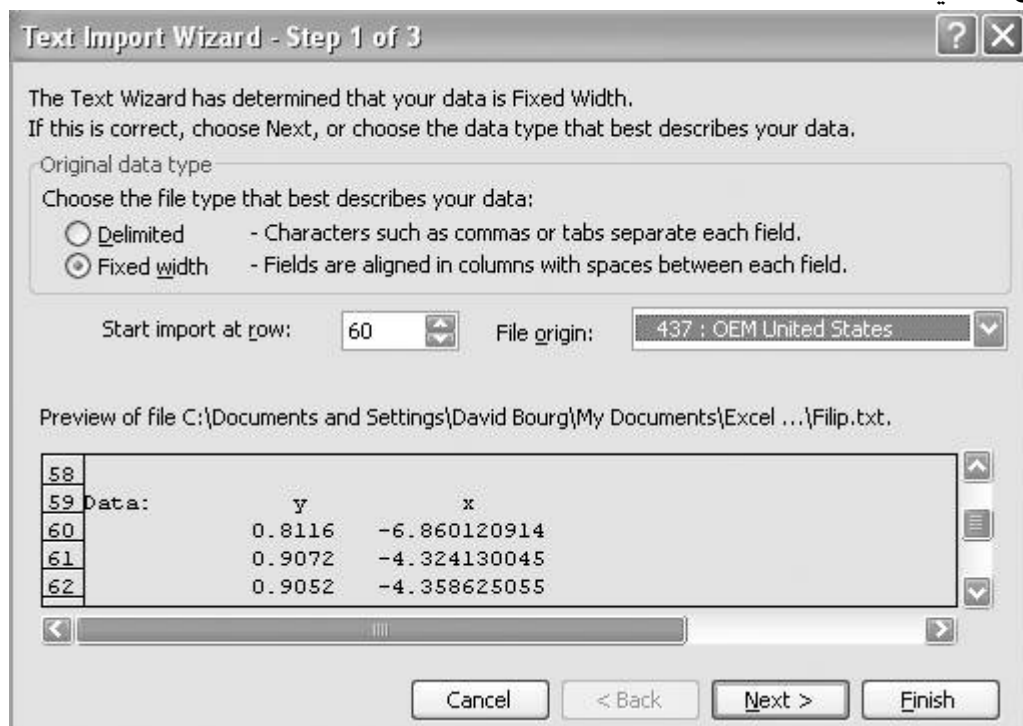 Text Import Wizard - Step 1 of 3
The Text Wizard has determined that your data is Fixed Width.
If this is correct, choose Next, or choose the data type that best describes your data.
Original data type
Choose the file type that best describes your data:
Delimited - Characters such as commas or tabs separate each field.
Fixed width - Fields are aligned in columns with spaces between each field.
Start import at row: 60 File origin: 437 : OEM United States
Preview of file C:\Documents and Settings\David Bourg\My Documents\Excel ...\Filip.txt.
58
59 Data: y x
60 0.8116 -6.860120914
61 0.9072 -4.324130045
62 0.9052 -4.358625055
Cancel < Back Next > Finish